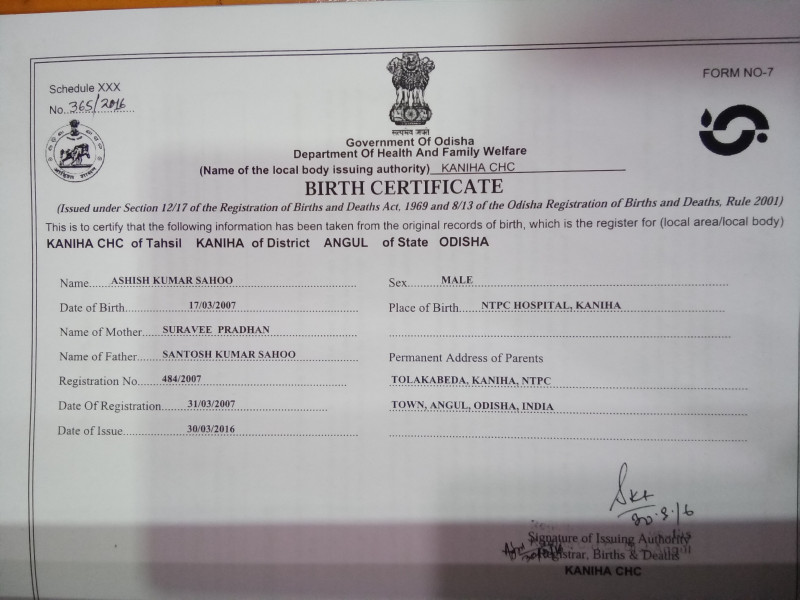 Schedule XXX
FORM NO-7
No. 365/2016
सत्यमेव जयते
Government Of Odisha
Department Of Health And Family Welfare
(Name of the local body issuing authority) KANIHA CHC
BIRTH CERTIFICATE
(Issued under Section 12/17 of the Registration of Births and Deaths Act, 1969 and 8/13 of the Odisha Registration of Births and Deaths, Rule 2001)
This is to certify that the following information has been taken from the original records of birth, which is the register for (local area/local body)
KANIHA CHC of Tahsil KANIHA of District ANGUL of State ODISHA
Name ASHISH KUMAR SAHOO
Sex MALE
Date of Birth 17/03/2007
Place of Birth NTPC HOSPITAL, KANIHA
Name of Mother SURAVEE PRADHAN
Name of Father SANTOSH KUMAR SAHOO
Permanent Address of Parents
Registration No. 484/2007
TOLAKABEDA, KANIHA, NTPC
Date Of Registration 31/03/2007
TOWN, ANGUL, ODISHA, INDIA
Date of Issue 30/03/2016
30.3.16
Signature of Issuing Authority
Registrar, Births & Deaths
KANIHA CHC